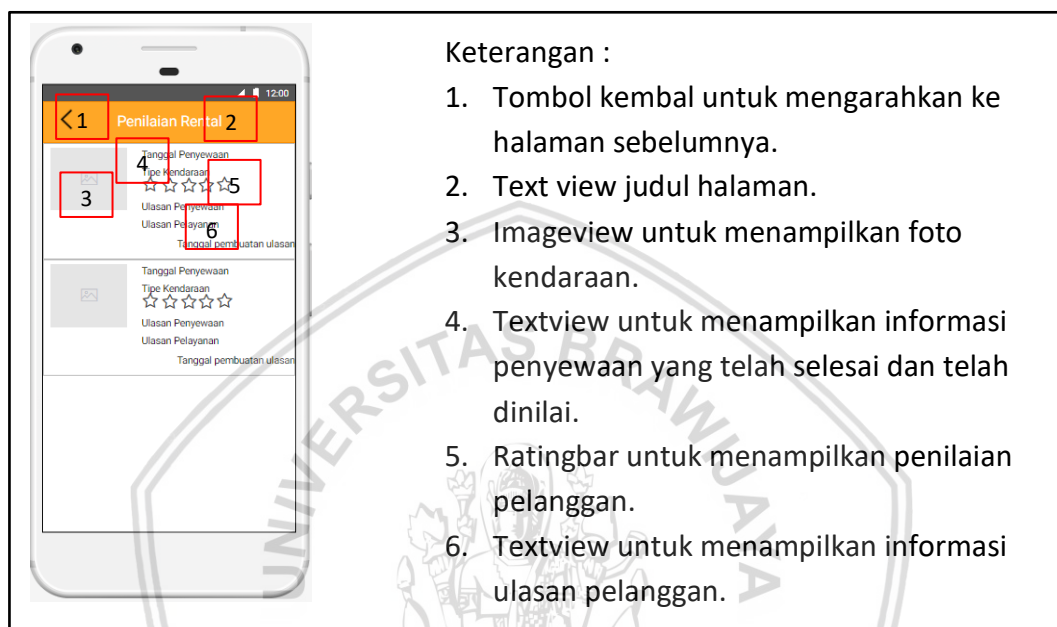 12:00
1
Penilaian Rental
2
Tanggal Penyewaan
4
Tipe Kendaraan
5
3
Ulasan Penyewaan
Ulasan Pelayanan
6
Tanggal pembuatan ulasan
Tanggal Penyewaan
Tipe Kendaraan
Ulasan Penyewaan
Ulasan Pelayanan
Tanggal pembuatan ulasan
Keterangan :
1. Tombol kembal untuk mengarahkan ke
halaman sebelumnya.
2. Text view judul halaman.
3. Imageview untuk menampilkan foto
kendaraan.
4. Textview untuk menampilkan informasi
penyewaan yang telah selesai dan telah
dinilai.
5. Ratingbar untuk menampilkan penilaian
pelanggan.
6. Textview untuk menampilkan informasi
ulasan pelanggan.
UNIVERSITAS BRAWIJAYA